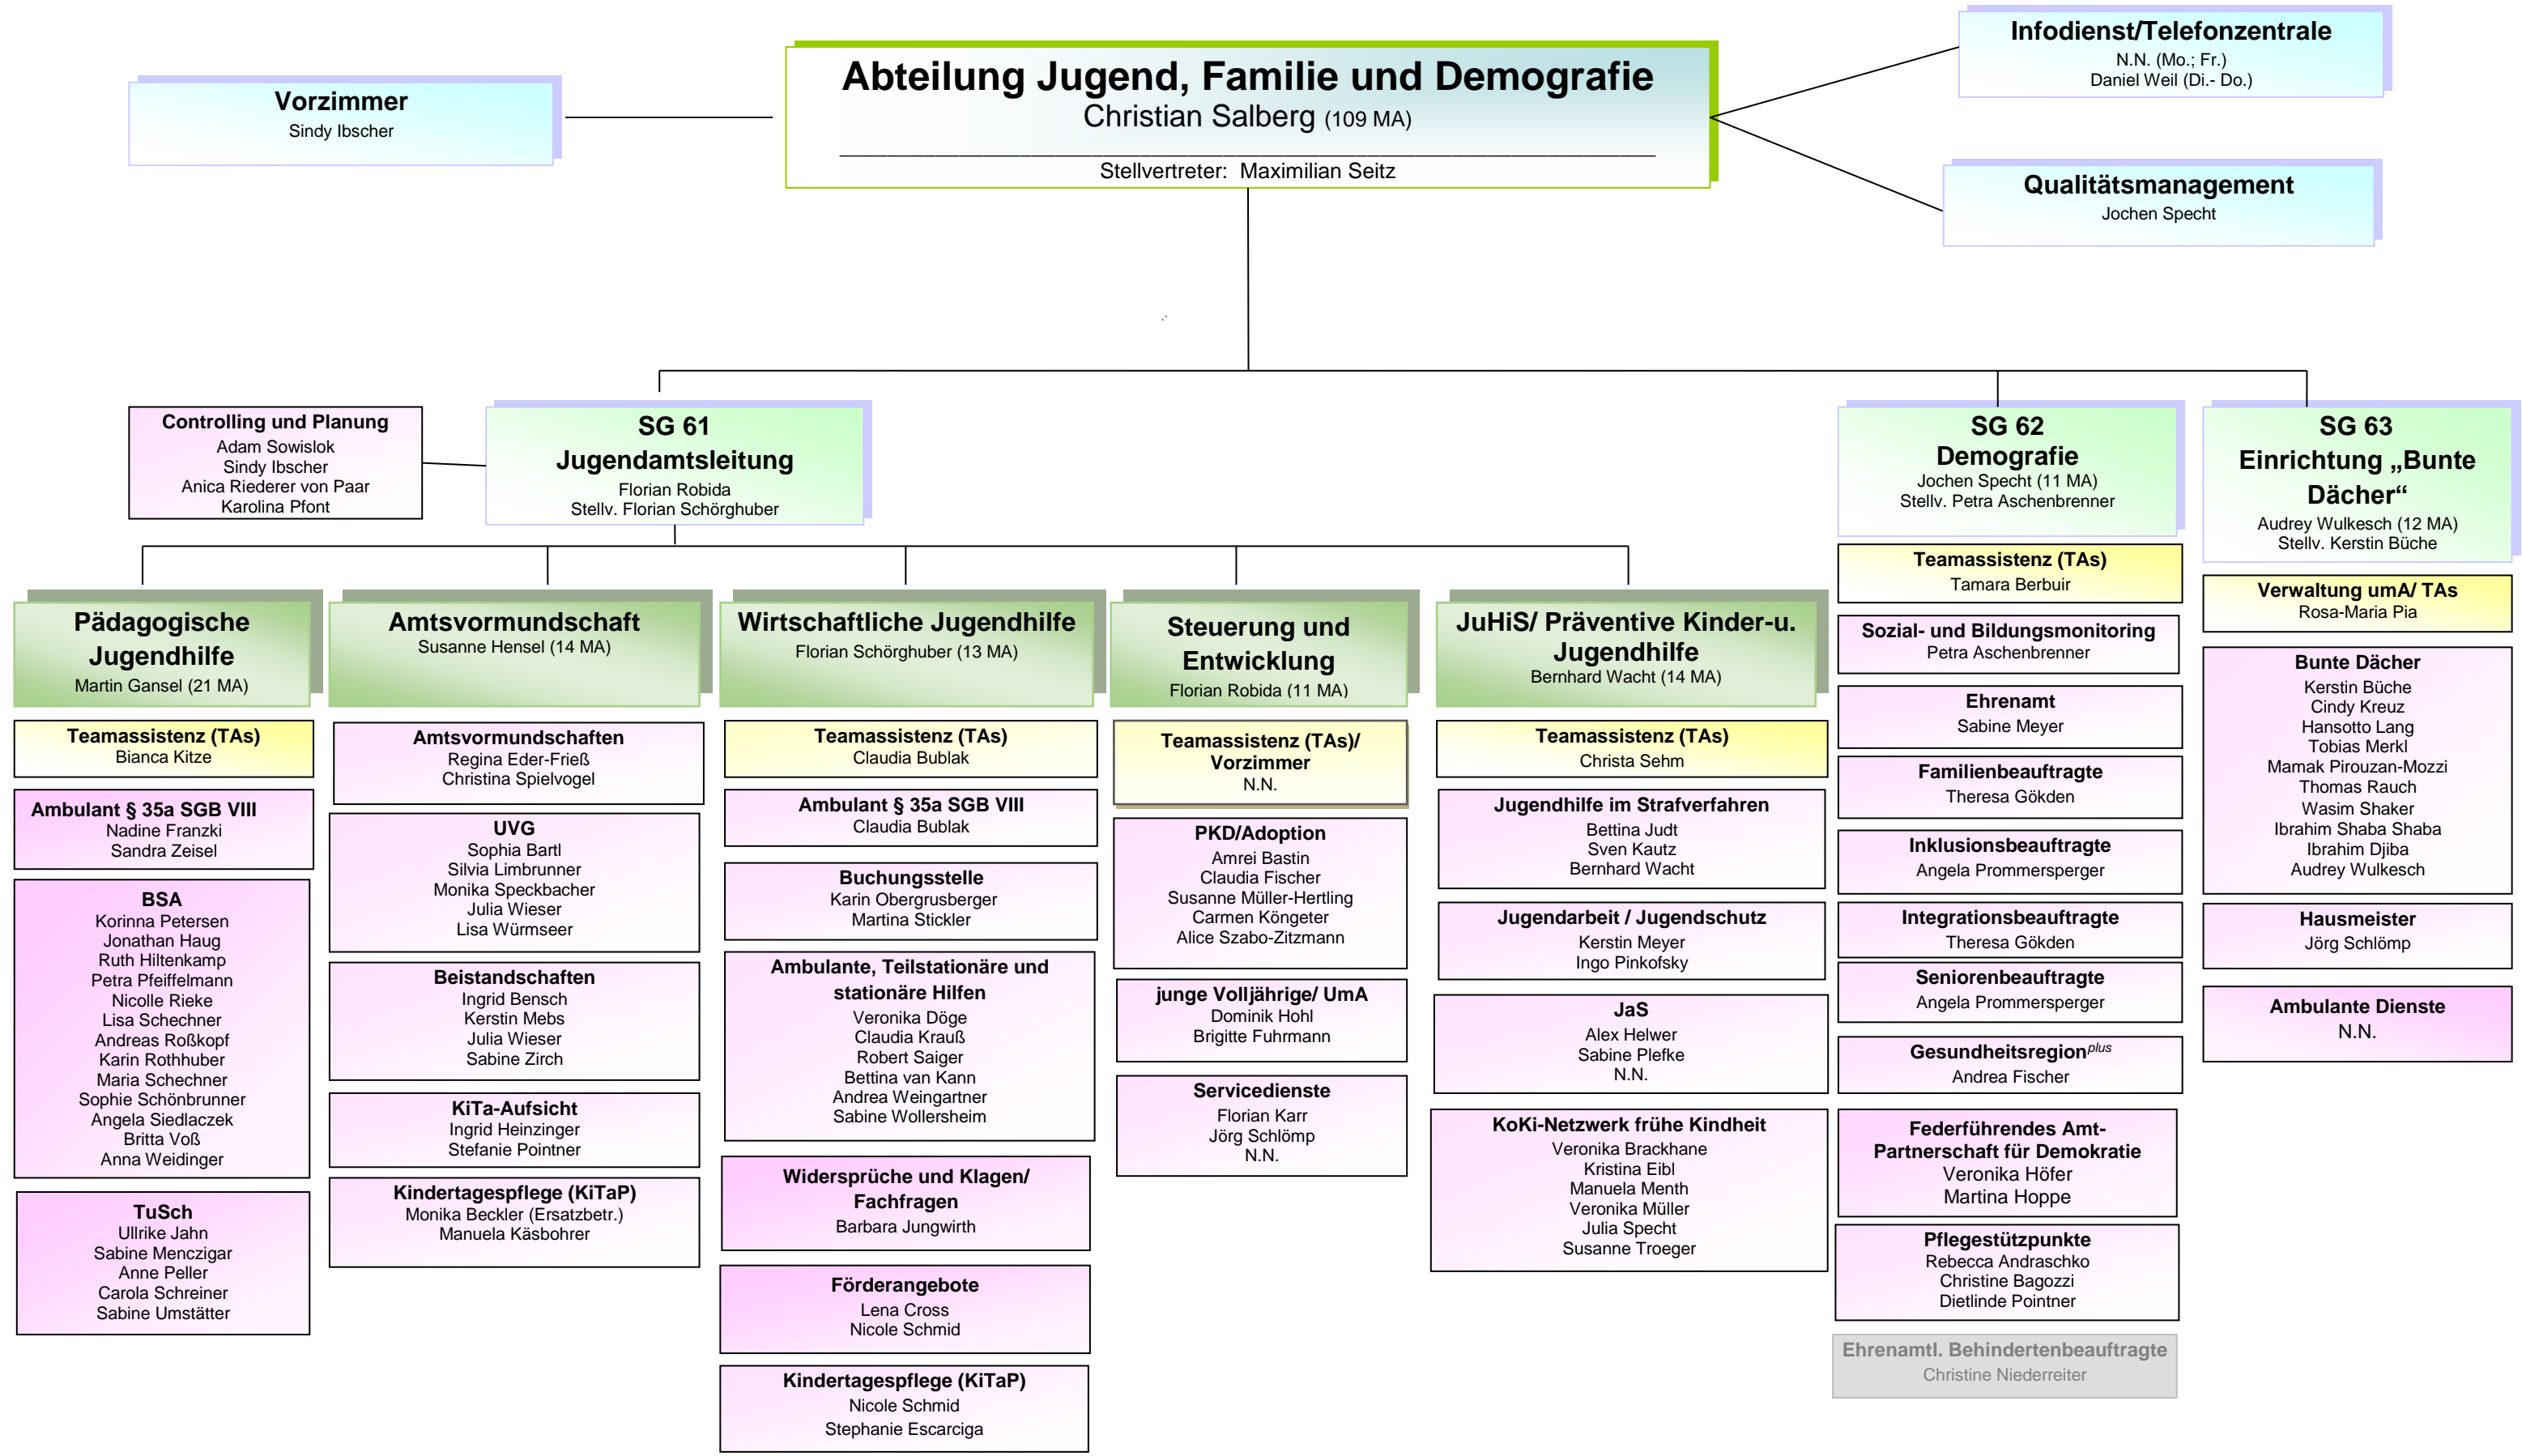 Vorzimmer
Sindy Ibscher
Abteilung Jugend, Familie und Demografie
Christian Salberg (109 MA)
Stellvertreter: Maximilian Seitz
Infodienst/Telefonzentrale
N.N. (Mo.; Fr.)
Daniel Weil (Di.- Do.)
Qualitätsmanagement
Jochen Specht
Controlling und Planung
Adam Sowislok
Sindy Ibscher
Anica Riederer von Paar
Karolina Pfont
SG 61
Jugendamtsleitung
Florian Robida
Stellv. Florian Schörghuber
SG 62
Demografie
Jochen Specht (11 MA)
Stellv. Petra Aschenbrenner
SG 63
Einrichtung „Bunte
Dächer“
Audrey Wulkesch (12 MA)
Stellv. Kerstin Büche
Pädagogische
Jugendhilfe
Martin Gansel (21 MA)
Teamassistenz (TAs)
Bianca Kitze
Ambulant § 35a SGB VIII
Nadine Franzki
Sandra Zeisel
BSA
Korinna Petersen
Jonathan Haug
Ruth Hiltenkamp
Petra Pfeiffelmann
Nicolle Rieke
Lisa Schechner
Andreas Roßkopf
Karin Rothhuber
Maria Schechner
Sophie Schönbrunner
Angela Siedlaczek
Britta Voß
Anna Weidinger
TuSch
Ullrike Jahn
Sabine Menczigar
Anne Peller
Carola Schreiner
Sabine Umstätter
Amtsvormundschaft
Susanne Hensel (14 MA)
Amtsvormundschaften
Regina Eder-Frieß
Christina Spielvogel
UVG
Sophia Bartl
Silvia Limbrunner
Monika Speckbacher
Julia Wieser
Lisa Würmseer
Beistandschaften
Ingrid Bensch
Kerstin Mebs
Julia Wieser
Sabine Zirch
KiTa-Aufsicht
Ingrid Heinzinger
Stefanie Pointner
Kindertagespflege (KiTaP)
Monika Beckler (Ersatzbetr.)
Manuela Käsbohrer
Wirtschaftliche Jugendhilfe
Florian Schörghuber (13 MA)
Teamassistenz (TAs)
Claudia Bublak
Ambulant § 35a SGB VIII
Claudia Bublak
Buchungsstelle
Karin Obergrusberger
Martina Stickler
Ambulante, Teilstationäre und
stationäre Hilfen
Veronika Döge
Claudia Krauß
Robert Saiger
Bettina van Kann
Andrea Weingartner
Sabine Wollersheim
Widersprüche und Klagen/
Fachfragen
Barbara Jungwirth
Förderangebote
Lena Cross
Nicole Schmid
Kindertagespflege (KiTaP)
Nicole Schmid
Stephanie Escarciga
Steuerung und
Entwicklung
Florian Robida (11 MA)
Teamassistenz (TAs)/
Vorzimmer
N.N.
PKD/Adoption
Amrei Bastin
Claudia Fischer
Susanne Müller-Hertling
Carmen Köngeter
Alice Szabo-Zitzmann
junge Volljährige/ UmA
Dominik Hohl
Brigitte Fuhrmann
Servicedienste
Florian Karr
Jörg Schlömp
N.N.
JuHiS/ Präventive Kinder-u.
Jugendhilfe
Bernhard Wacht (14 MA)
Teamassistenz (TAs)
Christa Sehm
Jugendhilfe im Strafverfahren
Bettina Judt
Sven Kautz
Bernhard Wacht
Jugendarbeit / Jugendschutz
Kerstin Meyer
Ingo Pinkofsky
JaS
Alex Helwer
Sabine Plefke
N.N.
KoKi-Netzwerk frühe Kindheit
Veronika Brackhane
Kristina Eibl
Manuela Menth
Veronika Müller
Julia Specht
Susanne Troeger
Teamassistenz (TAs)
Tamara Berbuir
Sozial- und Bildungsmonitoring
Petra Aschenbrenner
Ehrenamt
Sabine Meyer
Familienbeauftragte
Theresa Gökden
Inklusionsbeauftragte
Angela Prommersperger
Integrationsbeauftragte
Theresa Gökden
Seniorenbeauftragte
Angela Prommersperger
Gesundheitsregion plus
Andrea Fischer
Federführendes Amt-
Partnerschaft für Demokratie
Veronika Höfer
Martina Hoppe
Pflegestützpunkte
Rebecca Andraschko
Christine Bagozzi
Dietlinde Pointner
Ehrenamtl. Behindertenbeauftragte
Christine Niederreiter
Verwaltung umA/ TAs
Rosa-Maria Pia
Bunte Dächer
Kerstin Büche
Cindy Kreuz
Hansotto Lang
Tobias Merkl
Mamak Pirouzan-Mozzi
Thomas Rauch
Wasim Shaker
Ibrahim Shaba Shaba
Ibrahim Djiba
Audrey Wulkesch
Hausmeister
Jörg Schlömp
Ambulante Dienste
N.N.